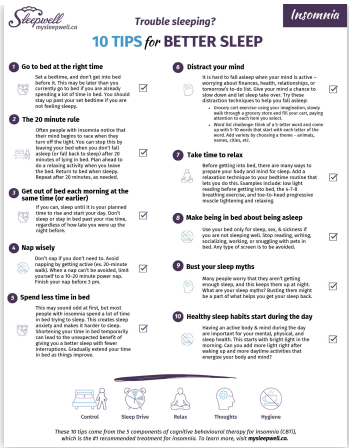 Sleepwell
mysleepwell.ca
Trouble sleeping?
Insomnia
10 TIPS for BETTER SLEEP
1 Go to bed at the right time
Set a bedtime, and don't get into bed
before it. This may be later than you
currently go to bed if you are already
spending a lot of time in bed. You should
stay up past your set bedtime if you are
not feeling sleepy.
2 The 20 minute rule
Often people with insomnia notice that
their mind begins to race when they
turn off the light. You can stop this by
leaving your bed when you don't fall
asleep (or fall back to sleep) after 20
minutes of lying in bed. Plan ahead to
do a relaxing activity when you leave
the bed. Return to bed when sleepy.
Repeat after 20 minutes, as needed.
3 Get out of bed each morning at the
same time (or earlier)
If you can, sleep until it is your planned
time to rise and start your day. Don't
sleep or stay in bed past your rise time,
regardless of how late you were up the
night before.
4 Nap wisely
Don't nap if you don't need to. Avoid
napping by getting active (ex. 20-minute
walk). When a nap can't be avoided, limit
yourself to a 10-20 minute power nap.
Finish your nap before 3 pm.
5 Spend less time in bed
This may sound odd at first, but most
people with insomnia spend a lot of time
in bed trying to sleep. This creates sleep
anxiety and makes it harder to sleep.
Shortening your time in bed temporarily
can lead to the unexpected benefit of
giving you a better sleep with fewer
interruptions. Gradually extend your time
in bed as things improve.
6 Distract your mind
It is hard to fall asleep when your mind is active –
worrying about finances, health, relationships, or
tomorrow's to-do list. Give your mind a chance to
slow down and let sleep take over. Try these
distraction techniques to help you fall asleep:
• Grocery cart exercise: using your imagination, slowly
walk through a grocery store and fill your cart, paying
attention to each item you select.
• Word list challenge: think of a 5-letter word and come
up with 5-10 words that start with each letter of the
word. Add variety by choosing a theme – animals,
names, cities, etc.
7 Take time to relax
Before getting into bed, there are many ways to
prepare your body and mind for sleep. Add a
relaxation technique to your bedtime routine that
lets you do this. Examples include: low light
reading before getting into bed, the 4-7-8
breathing exercise, and toe-to-head progressive
muscle tightening and relaxing.
8 Make being in bed about being asleep
Use your bed only for sleep, sex, & sickness if
you are not sleeping well. Stop reading, writing,
socializing, working, or snuggling with pets in
bed. Any type of screen is to be avoided.
9 Bust your sleep myths
Many people worry that they aren't getting
enough sleep, and this keeps them up at night.
What are your sleep myths? Busting them might
be a part of what helps you get your sleep back.
10 Healthy sleep habits start during the day
Having an active body & mind during the day
are important for your mental, physical, and
sleep health. This starts with bright light in the
morning. Can you add more light right after
waking up and more daytime activities that
energize your body and mind?
Control
Sleep Drive
Relax
Thoughts
Hygiene
These 10 tips come from the 5 components of cognitive behavioural therapy for insomnia (CBTi),
which is the #1 recommended treatment for insomnia. To learn more, visit mysleepwell.ca.